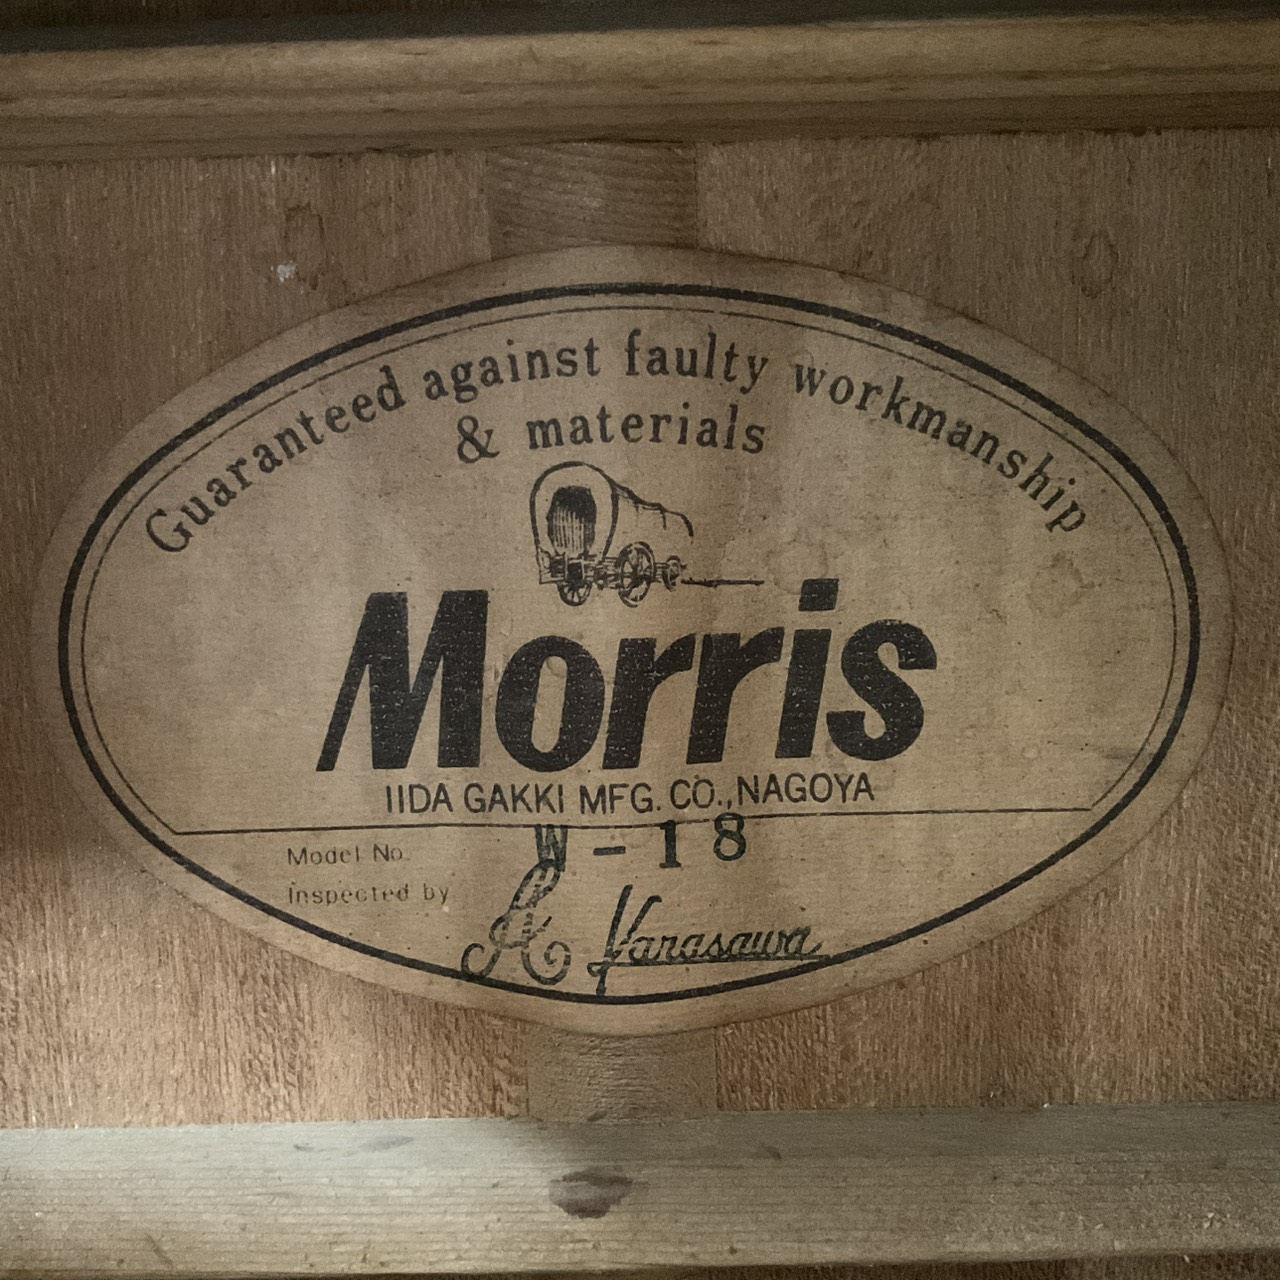 Guaranteed against faulty workmanship
& materials
Morris
IIDA GAKKI MFG. CO., NAGOYA
Model No. W-18
Inspected by